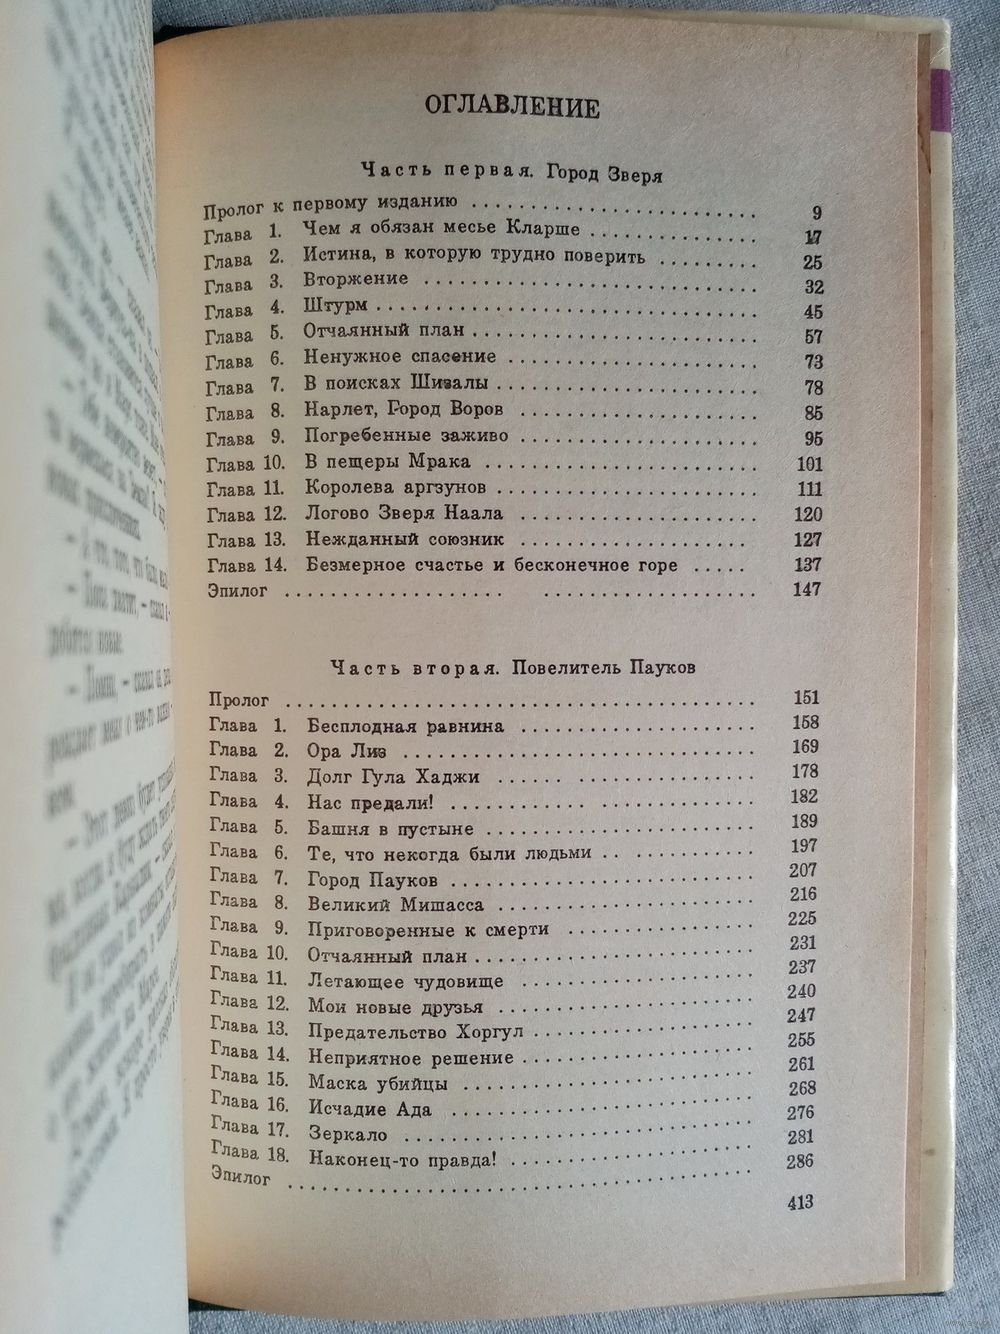 новых приключениях.
— А что, того, что было, мал
добятся новые.
ОГЛАВЛЕНИЕ
Часть первая. Город Зверя
Пролог к первому изданию ........................ 9
Глава 1. Чем я обязан месье Кларше .............. 17
Глава 2. Истина, в которую трудно поверить ........ 25
Глава 3. Вторжение ............................ 32
Глава 4. Штурм ................................ 45
Глава 5. Отчаянный план ........................ 57
Глава 6. Ненужное спасение ..................... 73
Глава 7. В поисках Шизалы ...................... 78
Глава 8. Нарлет, Город Воров .................... 85
Глава 9. Погребенные заживо .................... 95
Глава 10. В пещеры Мрака ....................... 101
Глава 11. Королева аргзунов ..................... 111
Глава 12. Логово Зверя Наала .................... 120
Глава 13. Нежданный союзник .................... 127
Глава 14. Безмерное счастье и бесконечное горе ..... 137
Эпилог ........................................ 147
Часть вторая. Повелитель Пауков
Пролог ........................................ 151
Глава 1. Бесплодная равнина ..................... 158
Глава 2. Ора Лиз ............................... 169
Глава 3. Долг Гула Хаджи ....................... 178
Глава 4. Нас предали! .......................... 182
Глава 5. Башня в пустыне ....................... 189
Глава 6. Те, что некогда были людьми ............. 197
Глава 7. Город Пауков .......................... 207
Глава 8. Великий Мишасса ....................... 216
Глава 9. Приговоренные к смерти ................. 225
Глава 10. Отчаянный план ....................... 231
Глава 11. Летающее чудовище .................... 237
Глава 12. Мои новые друзья ...................... 240
Глава 13. Предательство Хоргул ................... 247
Глава 14. Неприятное решение .................... 255
Глава 15. Маска убийцы ......................... 261
Глава 16. Исчадие Ада .......................... 268
Глава 17. Зеркало .............................. 276
Глава 18. Наконец-то правда! ..................... 281
Эпилог ........................................ 286
413